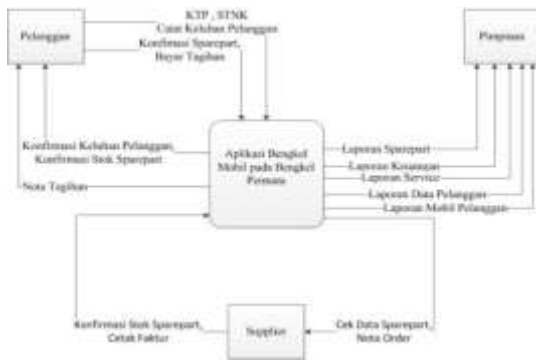 KTP , STNK
Catat Keluhan Pelanggan
Konfirmasi Sparepart,
Bayar Tagihan
Pelanggan
Pimpinan
Konfirmasi Keluhan Pelanggan,
Konfirmasi Stok Sparepart
Nota Tagihan
Aplikasi Bengkel
Mobil pada Bengkel
Permata
Laporan Sparepart
Laporan Keuangan
Laporan Service
Laporan Data Pelanggan
Laporan Mobil Pelanggan
Konfirmasi Stok Sparepart,
Cetak Faktur
Supplier
Cek Data Sparepart,
Nota Order